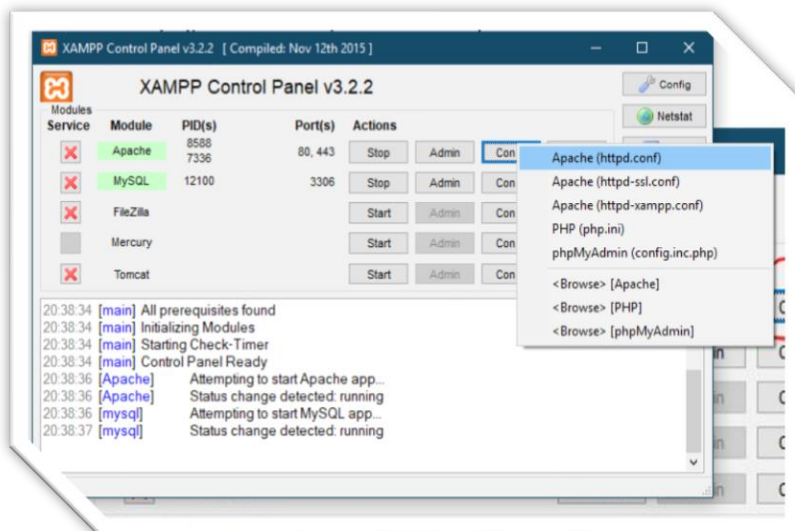 XAMPP Control Panel v3.2.2 [ Compiled: Nov 12th 2015 ]
XAMPP Control Panel v3.2.2
Config
Netstat
Modules
Service Module PID(s) Port(s) Actions
Apache 8588 7336 80, 443 Stop Admin Con
MySQL 12100 3306 Stop Admin Con
FileZilla Start Admin Con
Mercury Start Admin Con
Tomcat Start Admin Con
Apache (httpd.conf)
Apache (httpd-ssl.conf)
Apache (httpd-xampp.conf)
PHP (php.ini)
phpMyAdmin (config.inc.php)
<Browse> [Apache]
<Browse> [PHP]
<Browse> [phpMyAdmin]
20:38:34 [main] All prerequisites found
20:38:34 [main] Initializing Modules
20:38:34 [main] Starting Check-Timer
20:38:34 [main] Control Panel Ready
20:38:36 [Apache] Attempting to start Apache app...
20:38:36 [Apache] Status change detected: running
20:38:36 [mysql] Attempting to start MySQL app...
20:38:37 [mysql] Status change detected: running